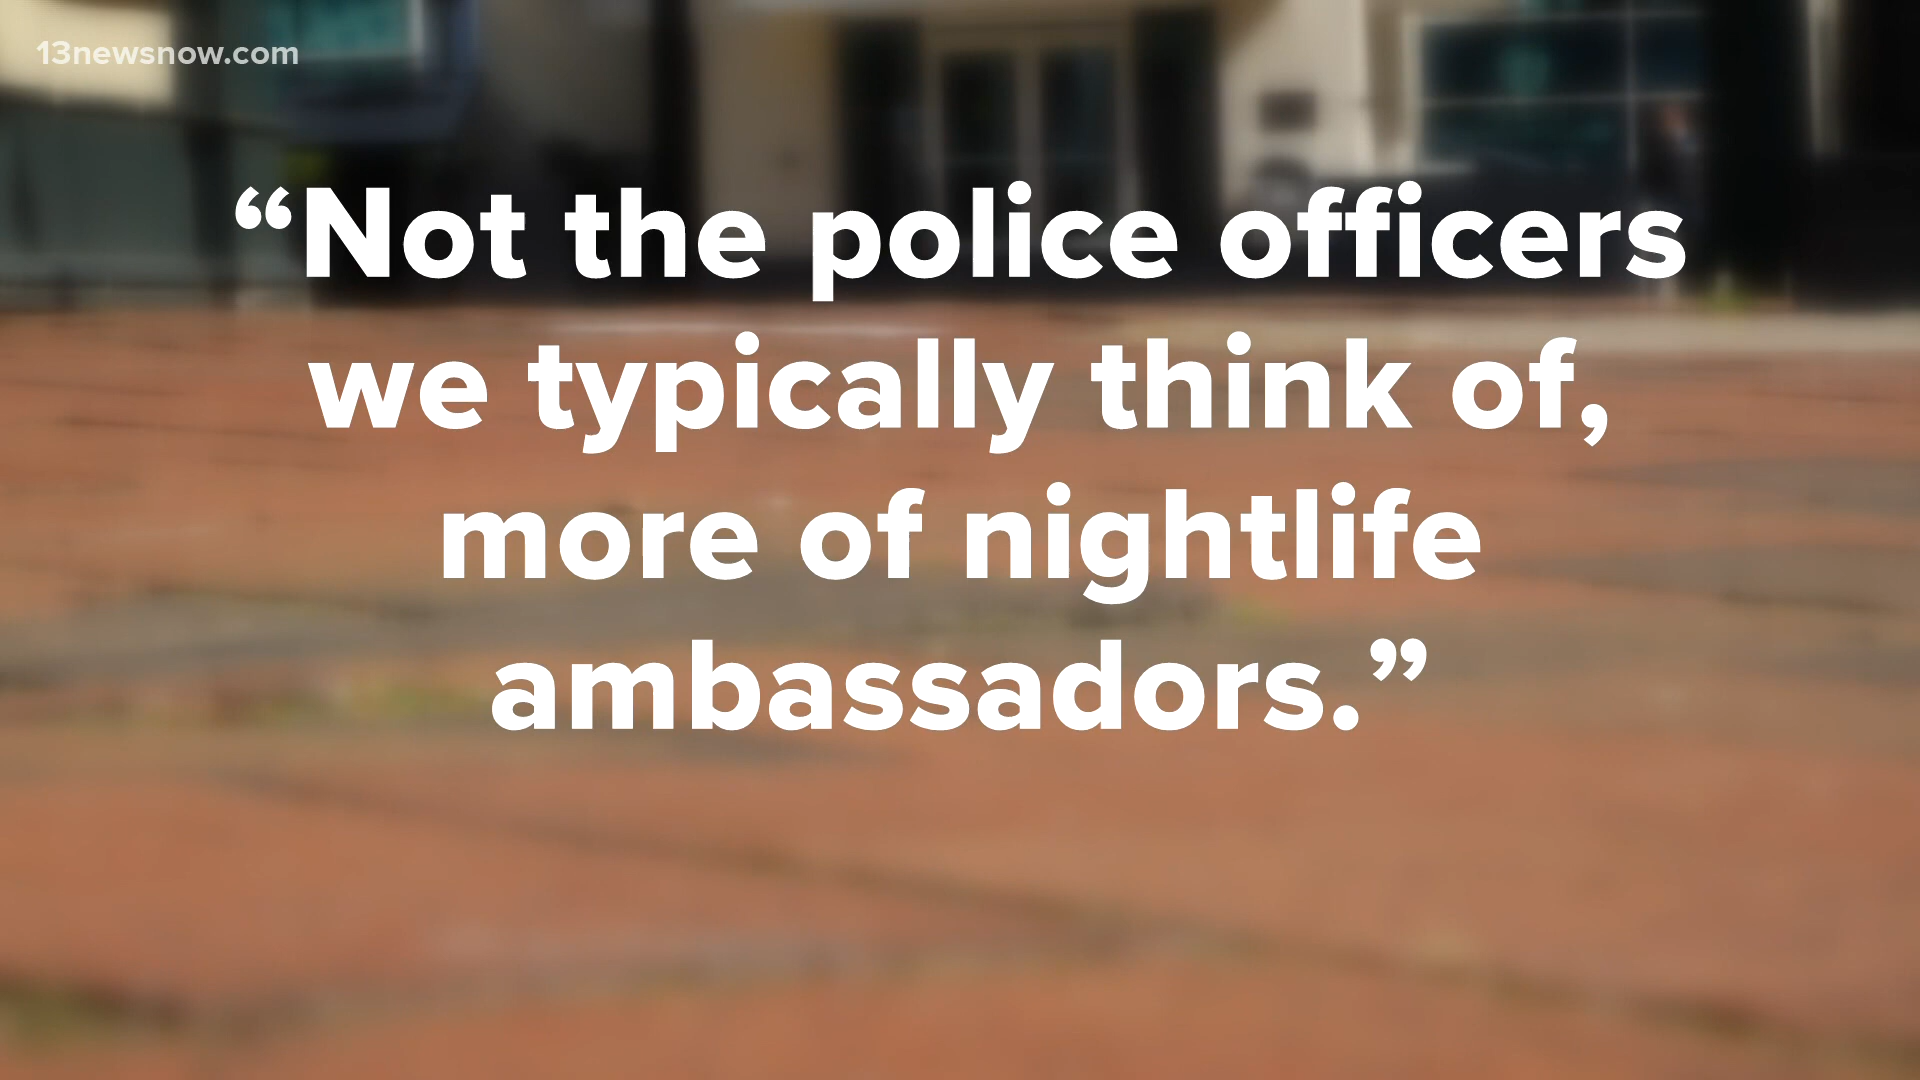 13newsnow.com
“Not the police officers
we typically think of,
more of nightlife
ambassadors.”